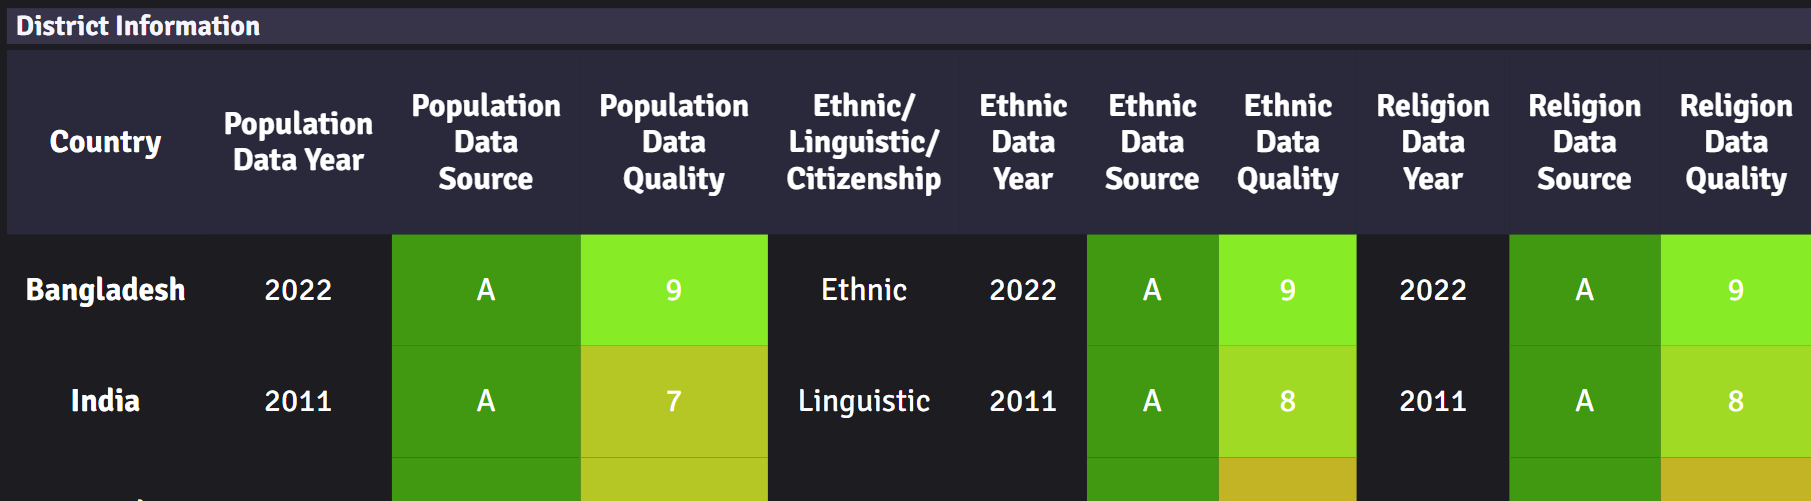 District Information
Country
Population
Data Year
Population
Data
Source
Population
Data
Quality
Ethnic/
Linguistic/
Citizenship
Ethnic
Data
Year
Ethnic
Data
Source
Ethnic
Data
Quality
Religion
Data
Year
Religion
Data
Source
Religion
Data
Quality
Bangladesh 2022 A 9 Ethnic 2022 A 9 2022 A 9
India 2011 A 7 Linguistic 2011 A 8 2011 A 8